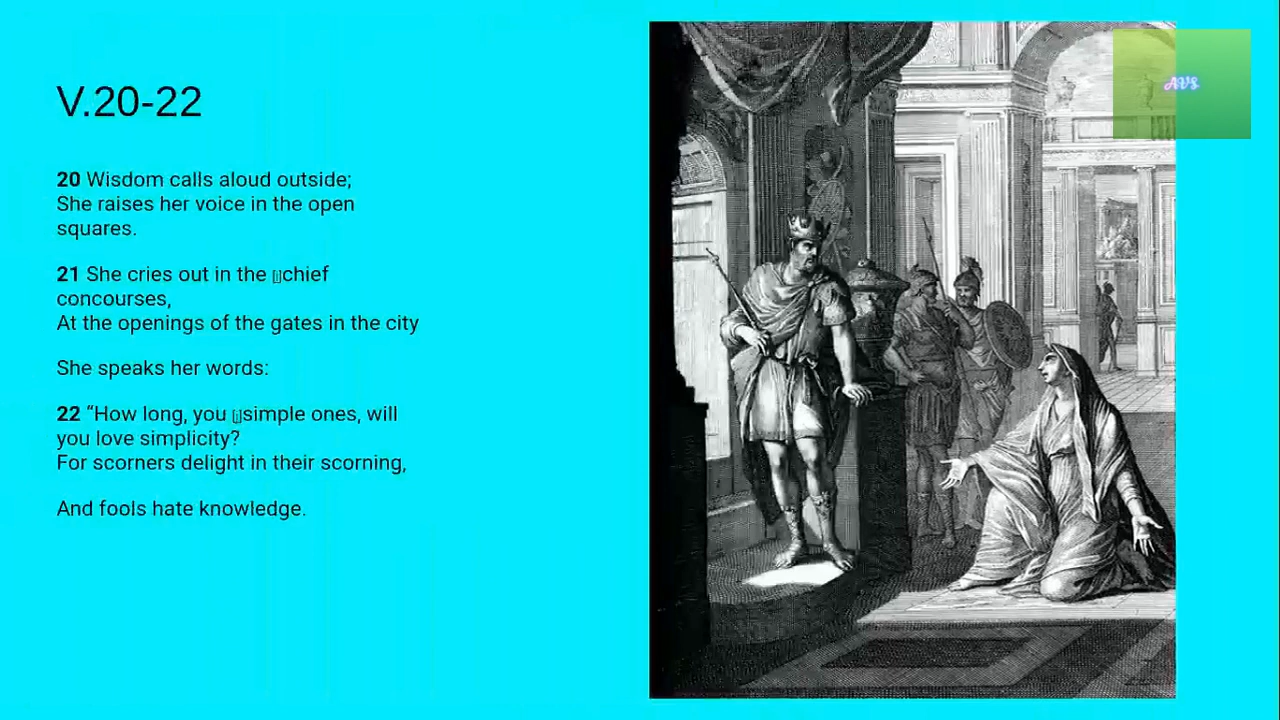 V.20-22
AVS
20 Wisdom calls aloud outside;
She raises her voice in the open
squares.
21 She cries out in the chief
concourses,
At the openings of the gates in the city
She speaks her words:
22 “How long, you simple ones, will
you love simplicity?
For scorners delight in their scorning,
And fools hate knowledge.